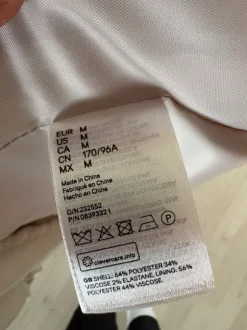 EUR M
US M
CA M
CN 170/96A
MX M
Made in China
Fabriqué en Chine
Hecho en China
O/N 232552
P/N 08393321
P
clevercare.info
GB SHELL: 64% POLYESTER 34%
VISCOSE 2% ELASTANE LINING: 56%
POLYESTER 44% VISCOSE.